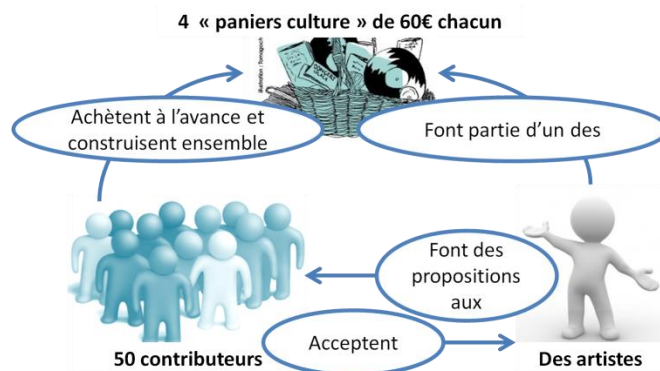 4 « paniers culture » de 60€ chacun
Achètent à l’avance et
construisent ensemble
Font partie d’un des
Font des
propositions
aux
Acceptent
50 contributeurs
Des artistes